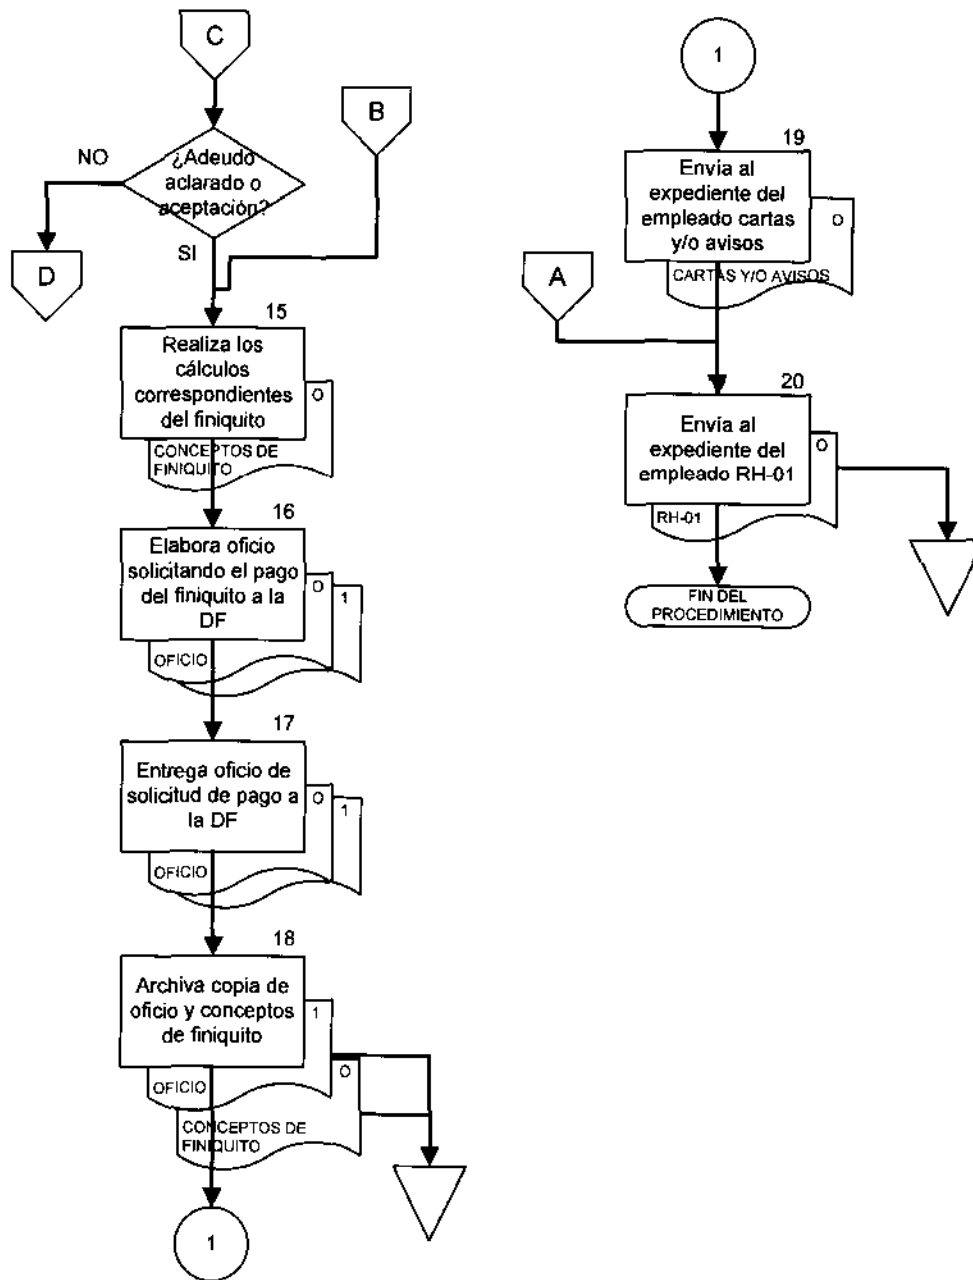 C
B
NO
¿Adeudo
aclarado o
aceptación?
SI
D
15
Realiza los
cálculos
correspondientes
del finiquito
O
CONCEPTOS DE
FINIQUITO
16
Elabora oficio
solicitando el pago
del finiquito a la
DF
O
1
OFICIO
17
Entrega oficio de
solicitud de pago a
la DF
O
1
OFICIO
18
Archiva copia de
oficio y conceptos
de finiquito
1
O
OFICIO
CONCEPTOS DE
FINIQUITO
1
1
19
Envía al
expediente del
empleado cartas
y/o avisos
O
CARTAS Y/O AVISOS
A
20
Envía al
expediente del
empleado RH-01
O
RH-01
FIN DEL
PROCEDIMIENTO